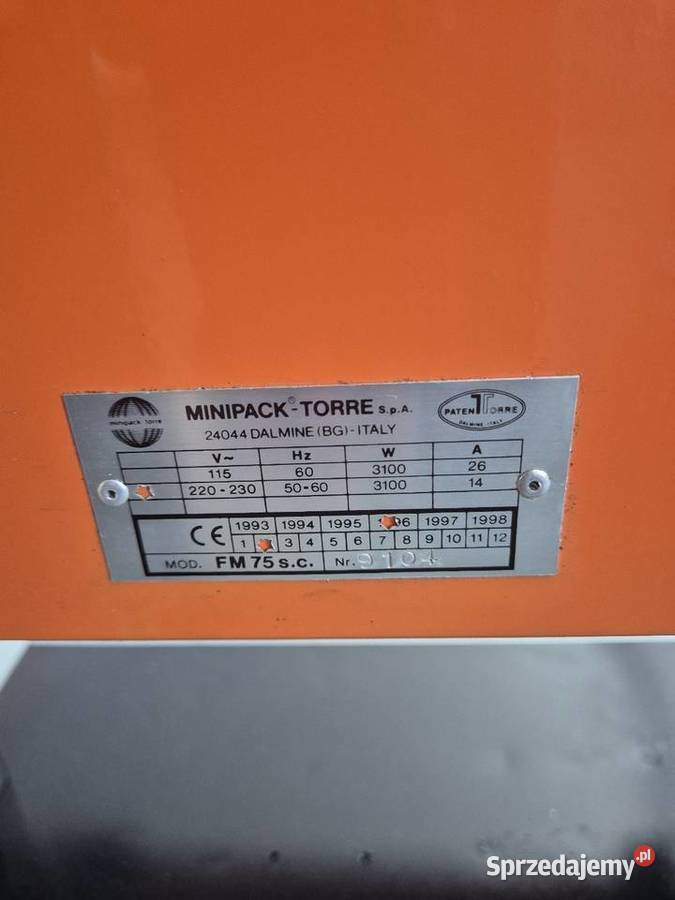 minipack torre
MINIPACK®-TORRE S.p.A.
PATENT TORRE
DALMINE-ITALY
24044 DALMINE (BG)-ITALY
V~ Hz W A
115 60 3100 26
220-230 50-60 3100 14
CE 1993 1994 1995 1997 1998
1 3 4 5 6 7 8 9 10 11 12
MOD. FM 75 s.c. Nr. 9104
Sprzedajemy.pl